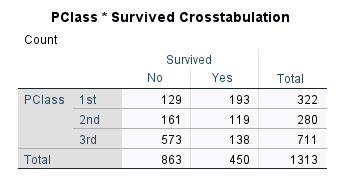 PClass * Survived Crosstabulation
Count
Survived
No Yes Total
PClass 1st 129 193 322
2nd 161 119 280
3rd 573 138 711
Total 863 450 1313